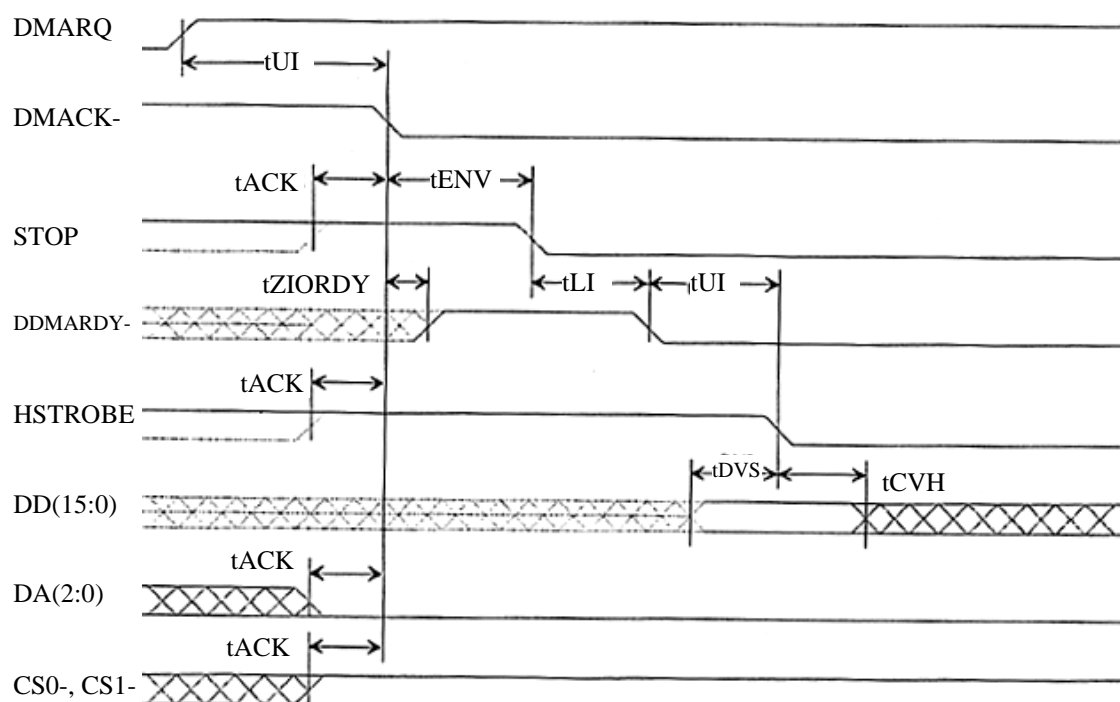 DMARQ
tUI
DMACK-
tACK
tENV
STOP
tZIORDY
tLI
tUI
DDMARDY-
tACK
HSTROBE
tDVS
tCVH
DD(15:0)
tACK
DA(2:0)
tACK
CS0-, CS1-